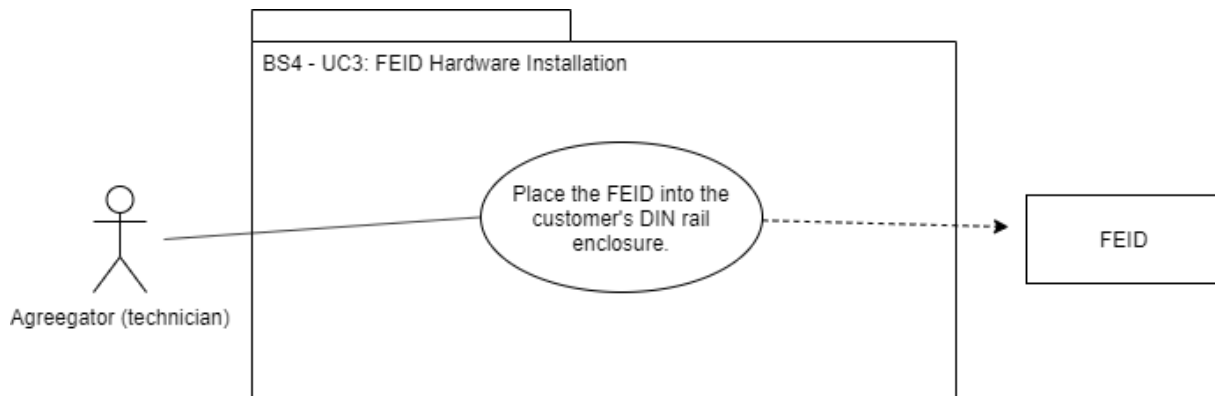 BS4 - UC3: FEID Hardware Installation
Place the FEID into the
customer's DIN rail
enclosure.
FEID
Agreegator (technician)